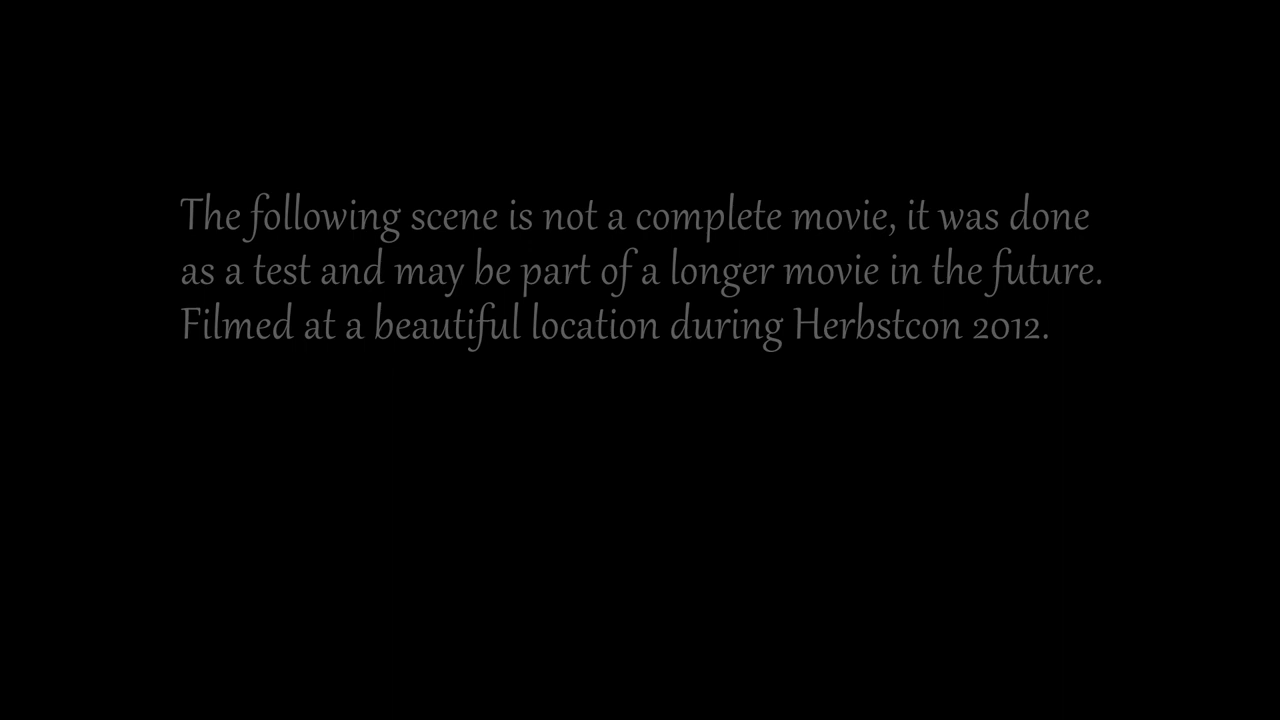 The following scene is not a complete movie, it was done
as a test and may be part of a longer movie in the future.
Filmed at a beautiful location during Herbstcon 2012.